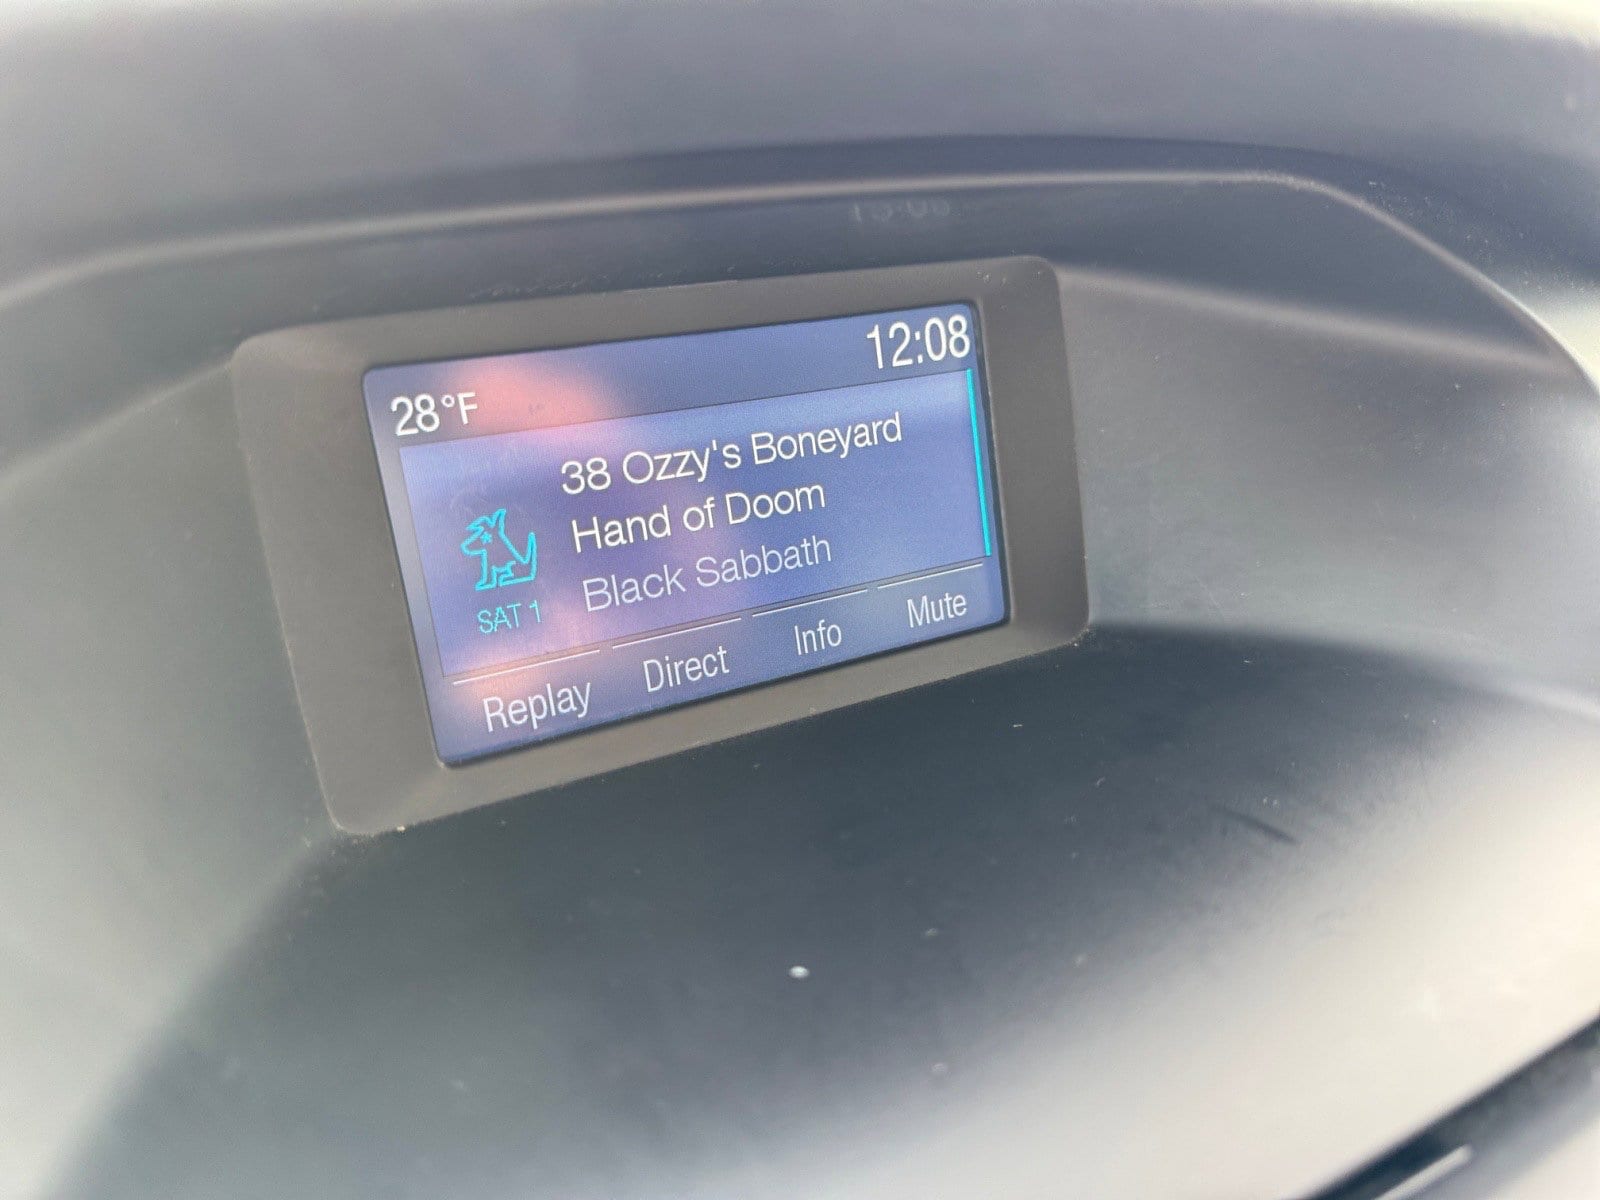 28°F
12:08
38 Ozzy's Boneyard
Hand of Doom
Black Sabbath
SAT 1
Replay
Direct
Info
Mute